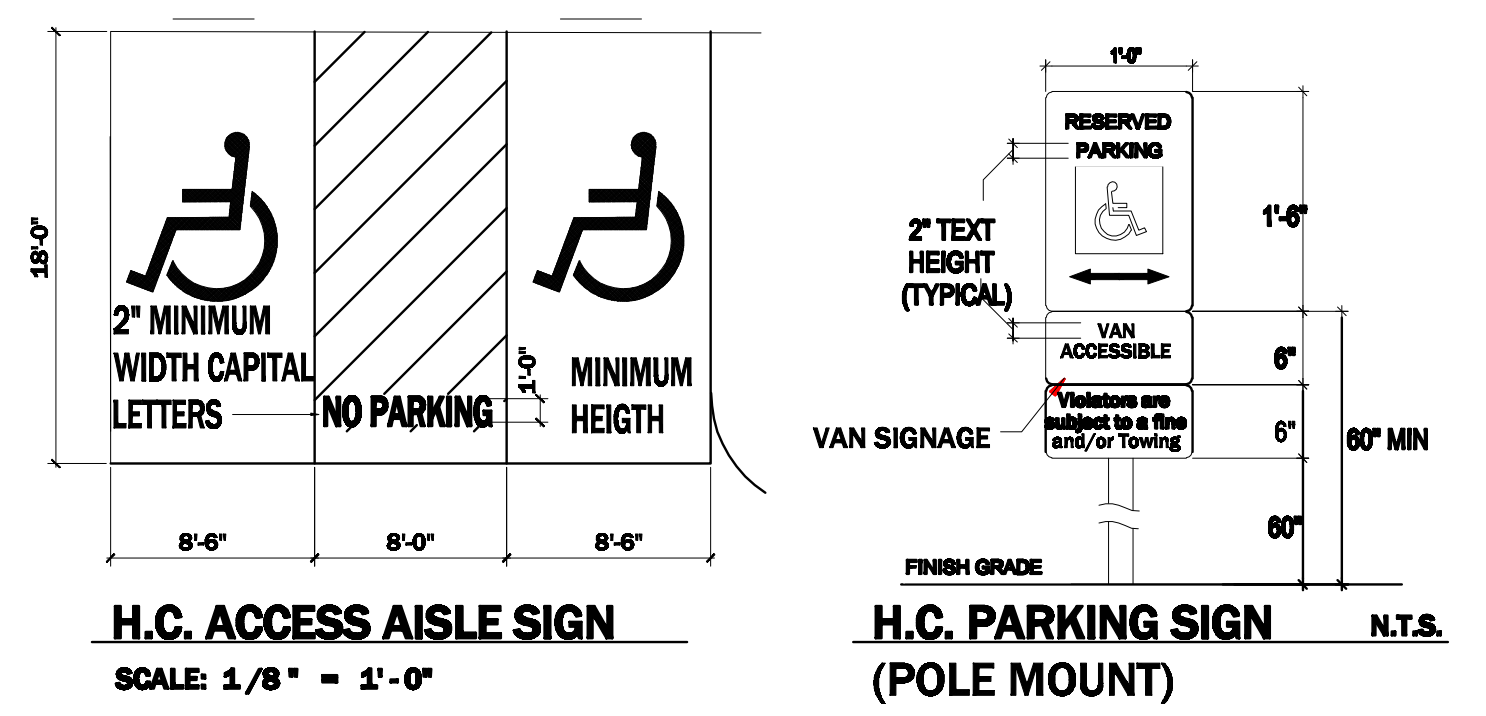 18'-0"
2" MINIMUM
WIDTH CAPITAL
LETTERS
NO PARKING
1'-0"
MINIMUM
HEIGTH
8'-6"
8'-0"
8'-6"
H.C. ACCESS AISLE SIGN
SCALE: 1/8" = 1'-0"
1'-0"
RESERVED
PARKING
1'-6"
2" TEXT
HEIGHT
(TYPICAL)
VAN
ACCESSIBLE
6"
Violators are
subject to a fine
and/or Towing
6"
VAN SIGNAGE
60" MIN
60"
FINISH GRADE
H.C. PARKING SIGN
N.T.S.
(POLE MOUNT)